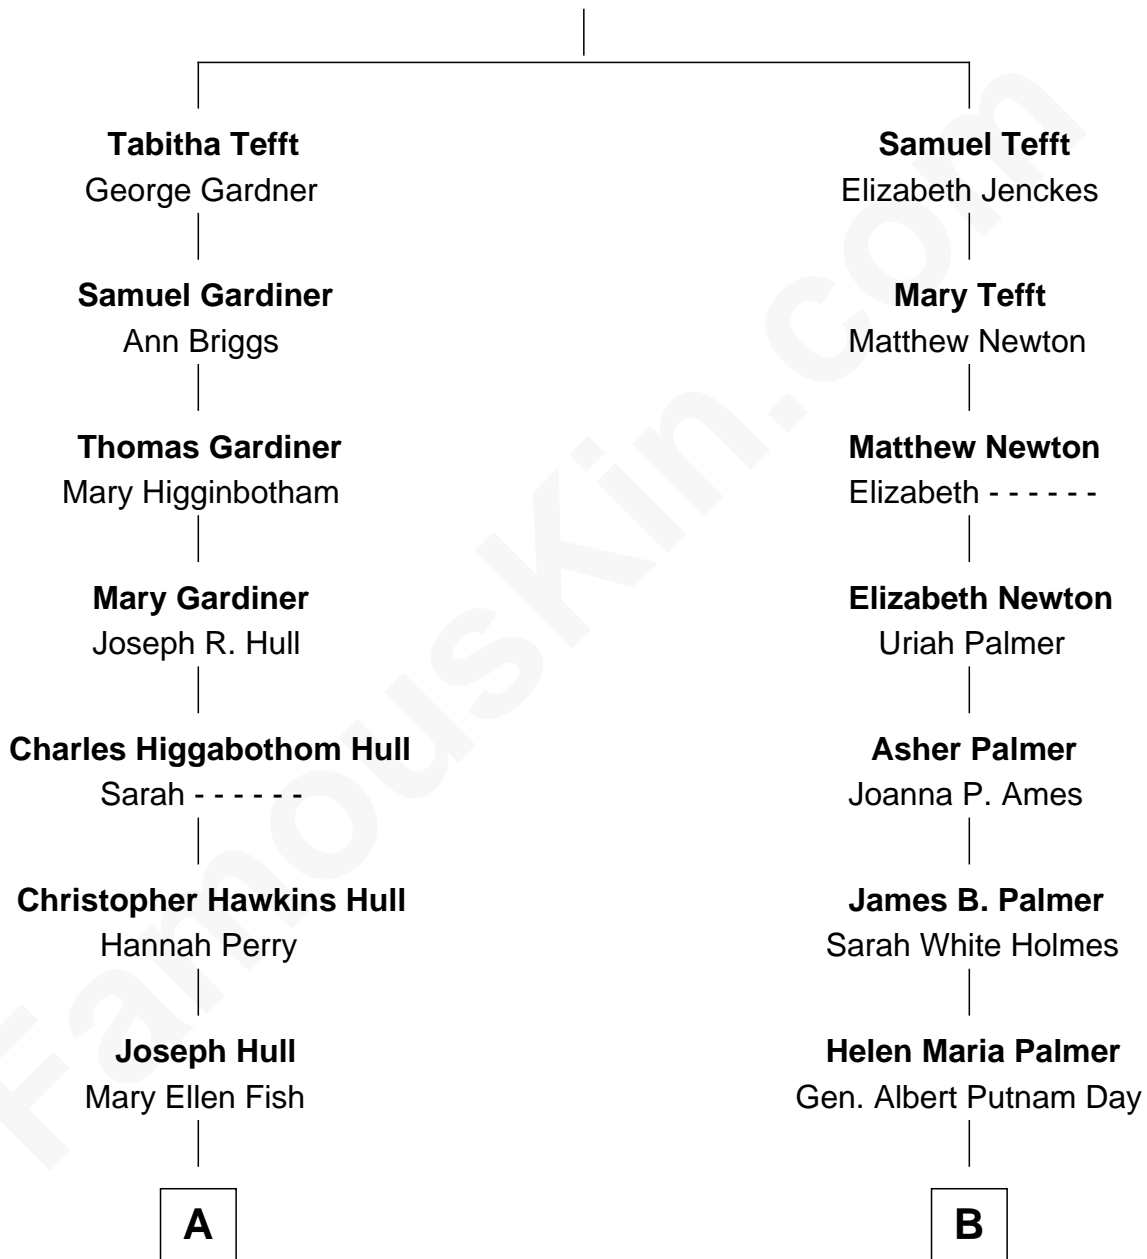 Tabitha Tefft
George Gardner
Samuel Gardiner
Ann Briggs
Thomas Gardiner
Mary Higginbotham
Mary Gardiner
Joseph R. Hull
Charles Higgabothom Hull
Sarah - - - - - -
Christopher Hawkins Hull
Hannah Perry
Joseph Hull
Mary Ellen Fish
A
Samuel Tefft
Elizabeth Jenckes
Mary Tefft
Matthew Newton
Matthew Newton
Elizabeth - - - - - -
Elizabeth Newton
Uriah Palmer
Asher Palmer
Joanna P. Ames
James B. Palmer
Sarah White Holmes
Helen Maria Palmer
Gen. Albert Putnam Day
B
FamousKin.com